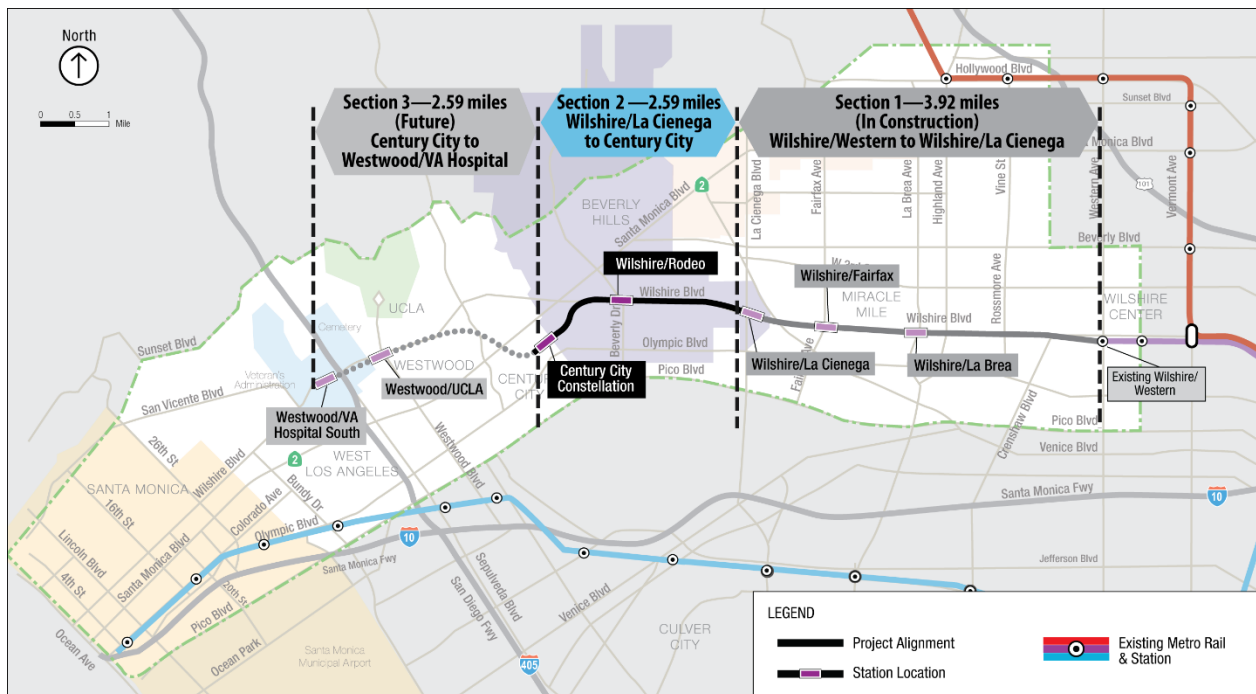 North
0
0.5
1
Mile
Section 3—2.59 miles
(Future)
Century City to
Westwood/VA Hospital
Section 2—2.59 miles
Wilshire/La Cienega
to Century City
Section 1—3.92 miles
(In Construction)
Wilshire/Western to Wilshire/La Cienega
Hollywood Blvd
Sunset Blvd
Monica Blvd
101
Vermont Ave
Western Ave
Vine St
Highland Ave
La Brea Ave
Fairfax Ave
La Cienega Blvd
Santa Monica Blvd
2
BEVERLY
HILLS
Beverly Blvd
Wilshire/Rodeo
Wilshire Blvd
Wilshire/Fairfax
MIRACLE
MILE
Rossmore Ave
WILSHIRE
CENTER
Wilshire Blvd
Beverly Dr
Olympic Blvd
Pico Blvd
UCLA
Cemetery
Veteran's
Administration
Sunset Blvd
San Vicente Blvd
WESTWOOD
Westwood/UCLA
Westwood/VA
Hospital South
CENTURY
CITY
Century City
Constellation
Wilshire/La Cienega
Wilshire/La Brea
Existing Wilshire/
Western
Crenshaw Blvd
Pico Blvd
Venice Blvd
Santa Monica Fwy
10
Jefferson Blvd
26th St
16th St
SANTA MONICA
Wilshire Blvd
2
WEST
LOS ANGELES
Westwood Blvd
Bundy Dr
Colorado Ave
Olympic Blvd
Lincoln Blvd
4th St
Santa Monica Blvd
20th St
10
Santa Monica Fwy
Pico Blvd
Ocean Ave
Ocean Park
Santa Monica
Municipal Airport
Sepulveda Blvd
San Diego Fwy
405
Venice Blvd
CULVER
CITY
LEGEND
Project Alignment
Station Location
Existing Metro Rail
& Station